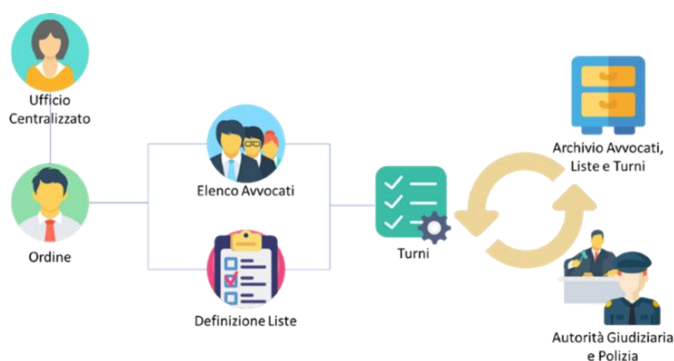 Ufficio
Centralizzato
Ordine
Elenco Avvocati
Definizione Liste
Turni
Archivio Avvocati,
Liste e Turni
Autorità Giudiziaria
e Polizia